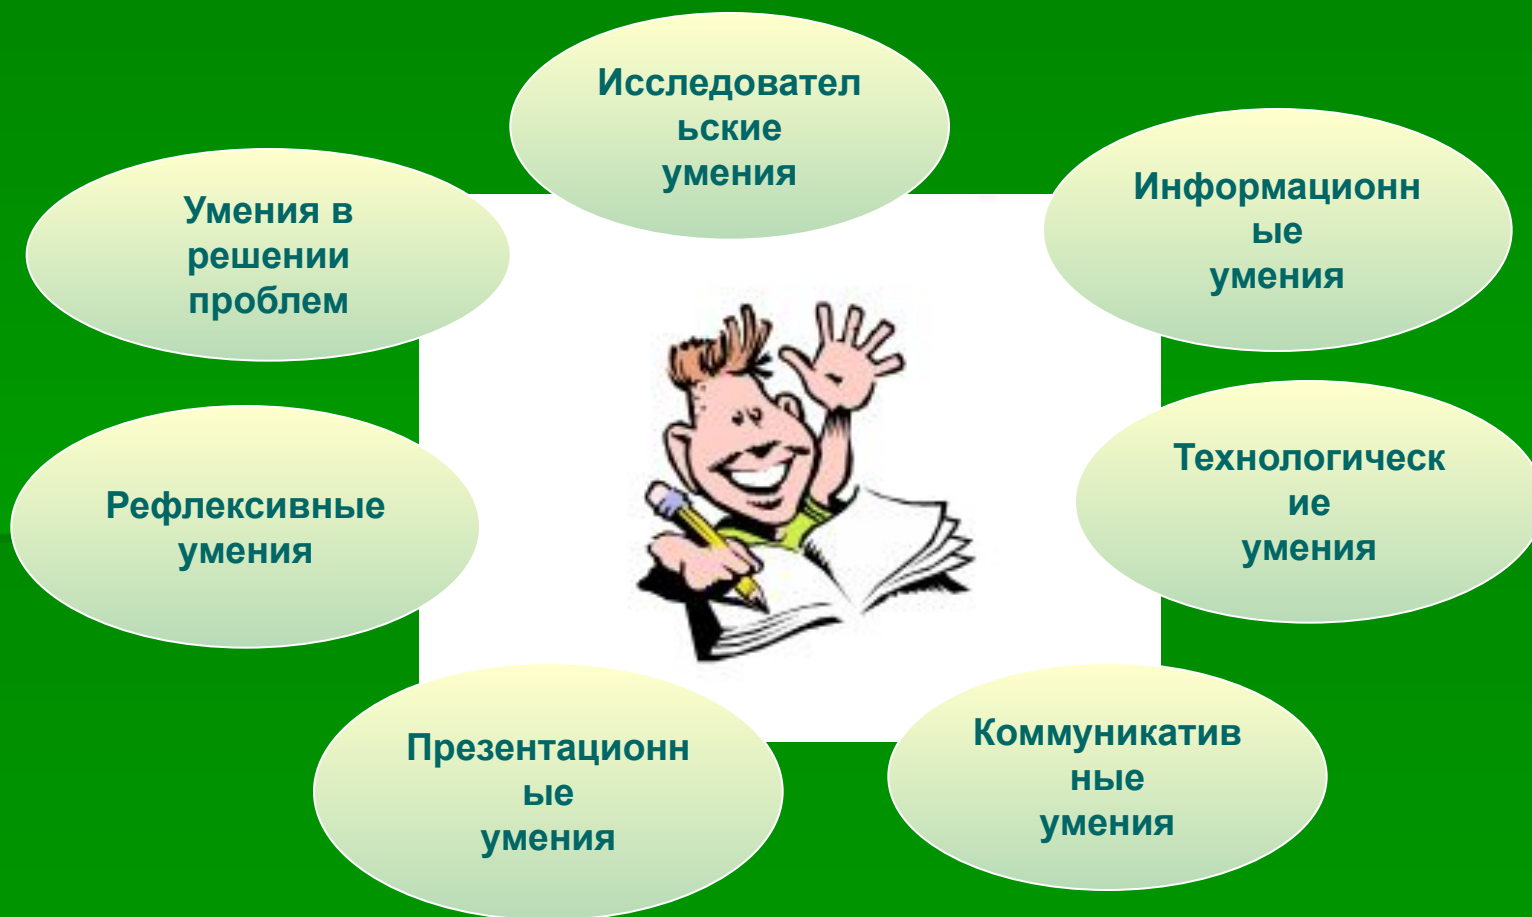 Исследовател
ьские
умения
Информационн
ые
умения
Умения в
решении
проблем
Технологическ
ие
умения
Рефлексивные
умения
Коммуникатив
ные
умения
Презентационн
ые
умения